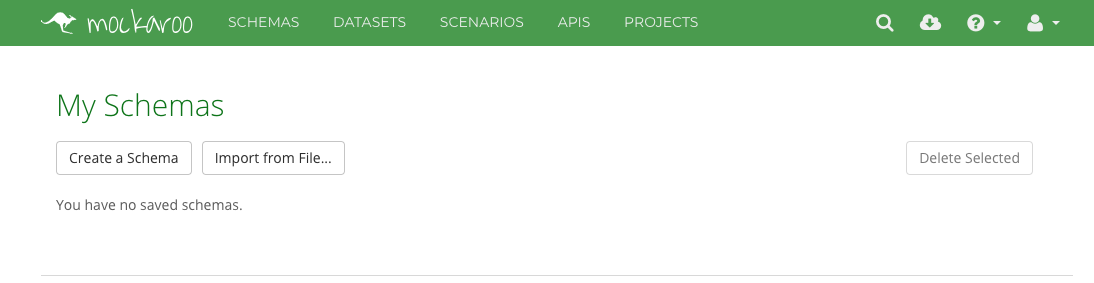 mockaroo SCHEMAS DATASETS SCENARIOS APIS PROJECTS
My Schemas
Create a Schema Import from File... Delete Selected
You have no saved schemas.